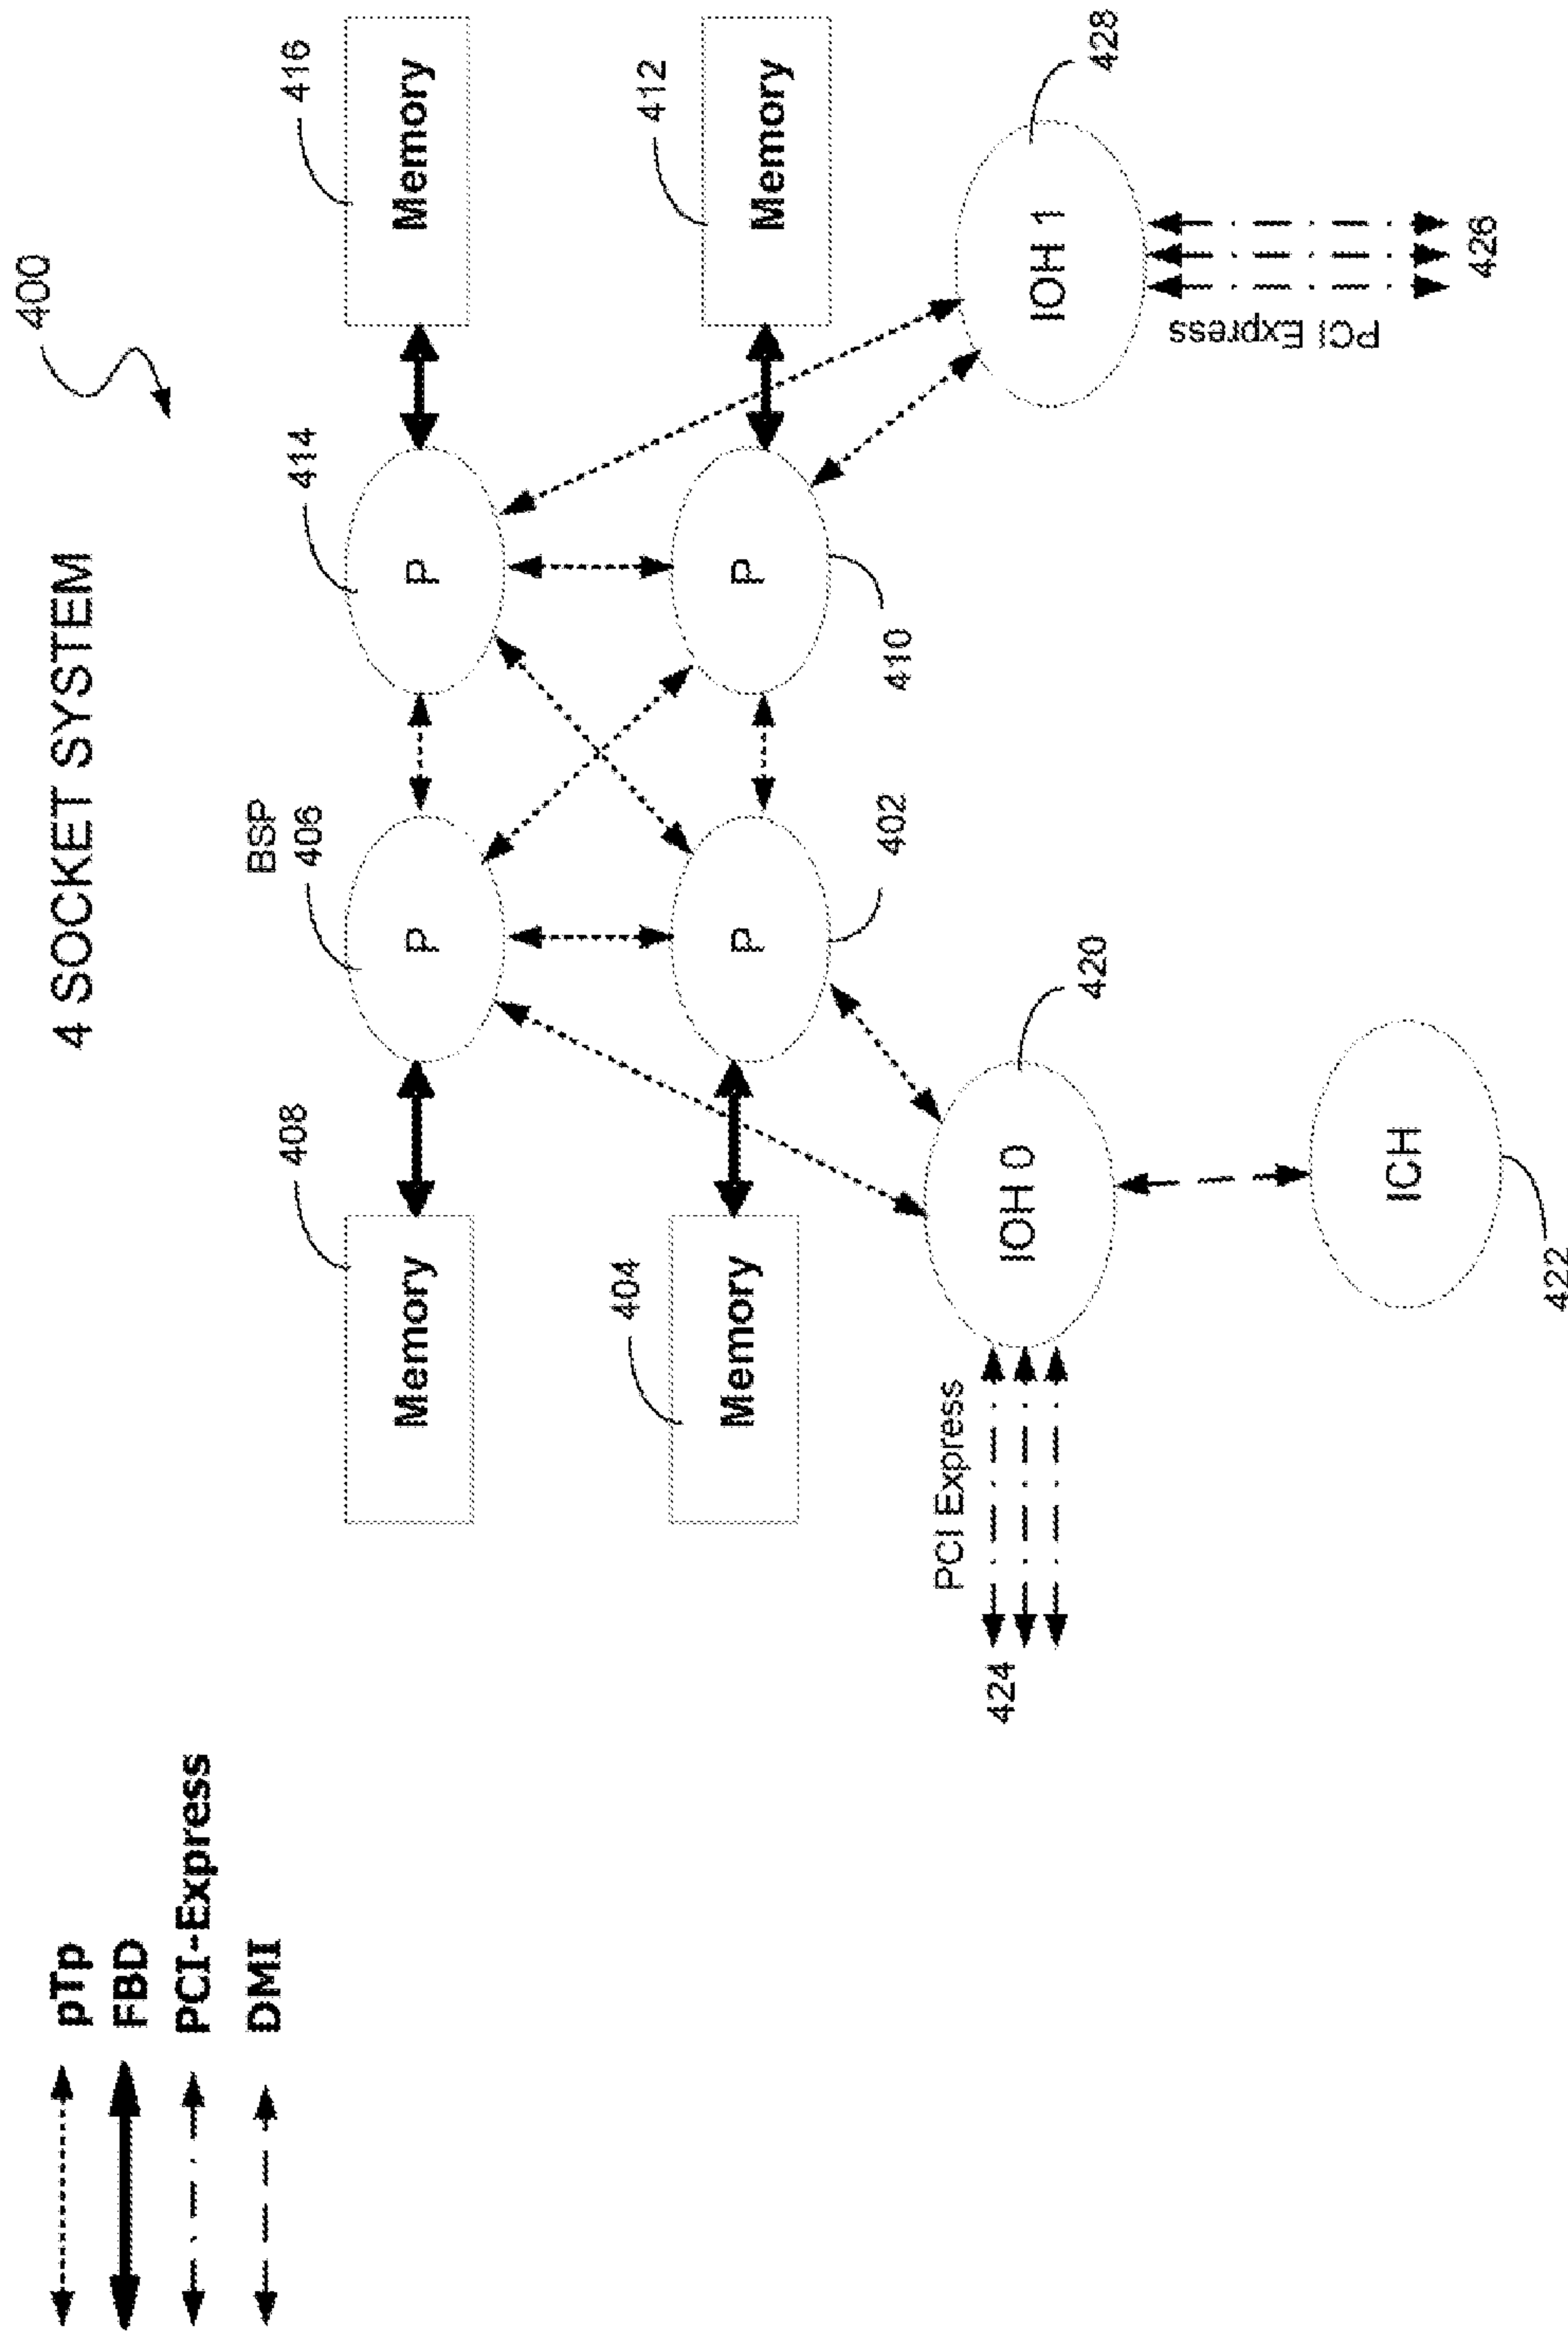 4 SOCKET SYSTEM
400
pTp
FBD
PCI-Express
DMI
BSP
408
406
414
416
Memory
P
P
Memory
404
412
Memory
P
P
Memory
402
410
PCI Express
424
IOH 0
420
IOH 1
428
PCI Express
426
ICH
422